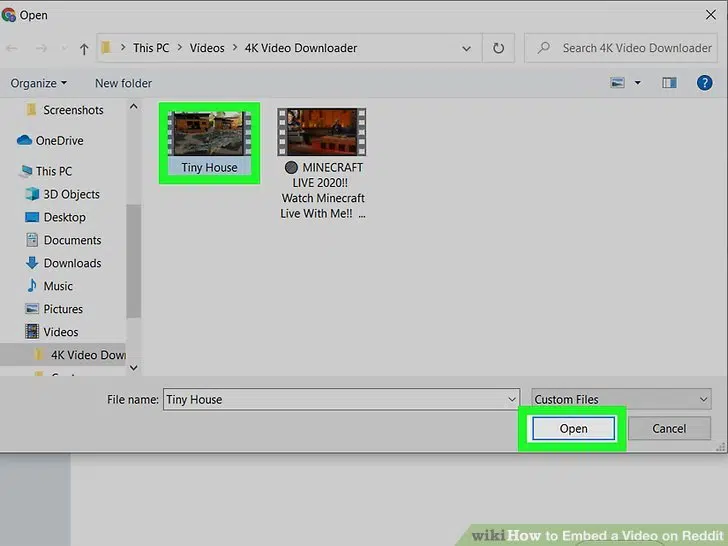 Open
This PC > Videos > 4K Video Downloader
Search 4K Video Downloader
Organize
New folder
?
Screenshots
OneDrive
This PC
3D Objects
Desktop
Documents
Downloads
Music
Pictures
Videos
4K Video Down
Tiny House
MINECRAFT
LIVE 2020!!
Watch Minecraft
Live With Me!! ...
File name:
Tiny House
Custom Files
Open
Cancel
wikiHow to Embed a Video on Reddit